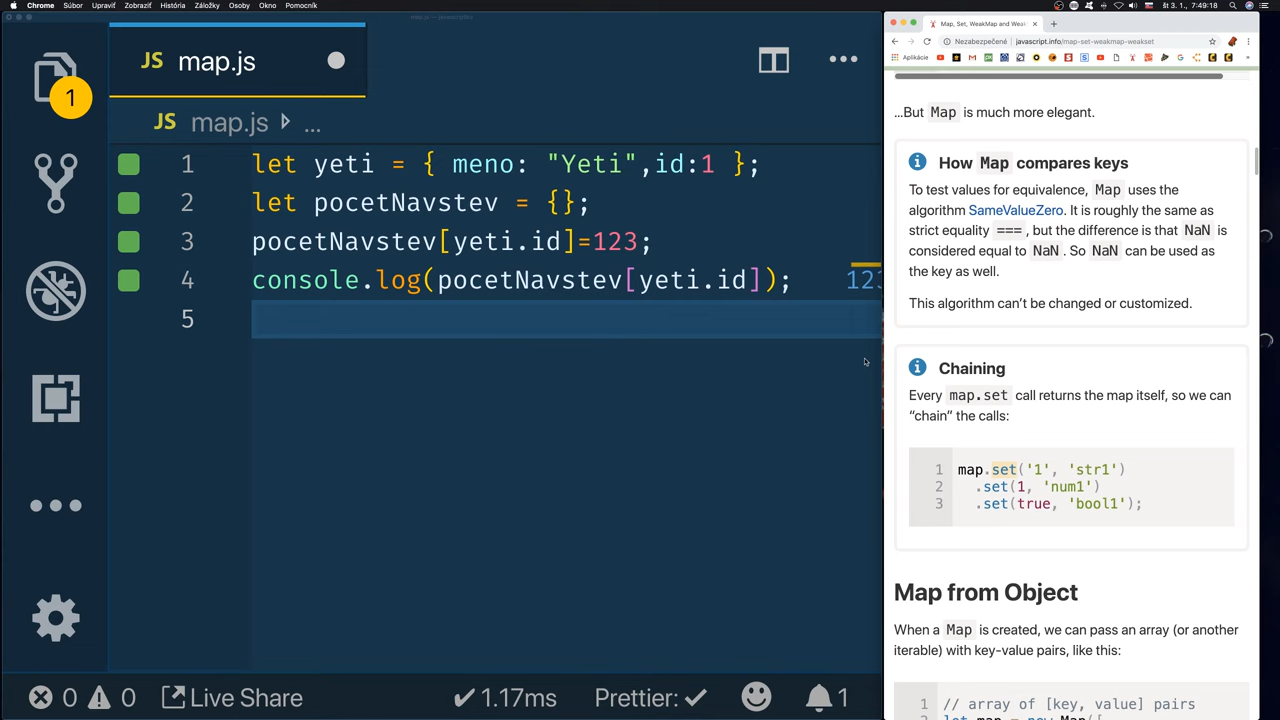 Chrome Súbor Upraviť Zobraziť História Záložky Osoby Okno Pomocník
št 3. 1., 7:49:18
map.js — javascriptinfo
JS map.js
JS map.js ...
1
1 let yeti = { meno: "Yeti",id:1 };
2 let pocetNavstev = {};
3 pocetNavstev[yeti.id]=123;
4 console.log(pocetNavstev[yeti.id]); 123
5
0 0 Live Share ✔ 1.17ms Prettier: ✔ 1
Map, Set, WeakMap and Weak
Nezabezpečené | javascript.info/map-set-weakmap-weakset
Aplikácie
…But Map is much more elegant.
How Map compares keys
To test values for equivalence, Map uses the
algorithm SameValueZero. It is roughly the same as
strict equality ===, but the difference is that NaN is
considered equal to NaN. So NaN can be used as
the key as well.
This algorithm can’t be changed or customized.
Chaining
Every map.set call returns the map itself, so we can
“chain” the calls:
1 map.set('1', 'str1')
2 .set(1, 'num1')
3 .set(true, 'bool1');
Map from Object
When a Map is created, we can pass an array (or another
iterable) with key-value pairs, like this:
1 // array of [key, value] pairs
2 let map = new Map([